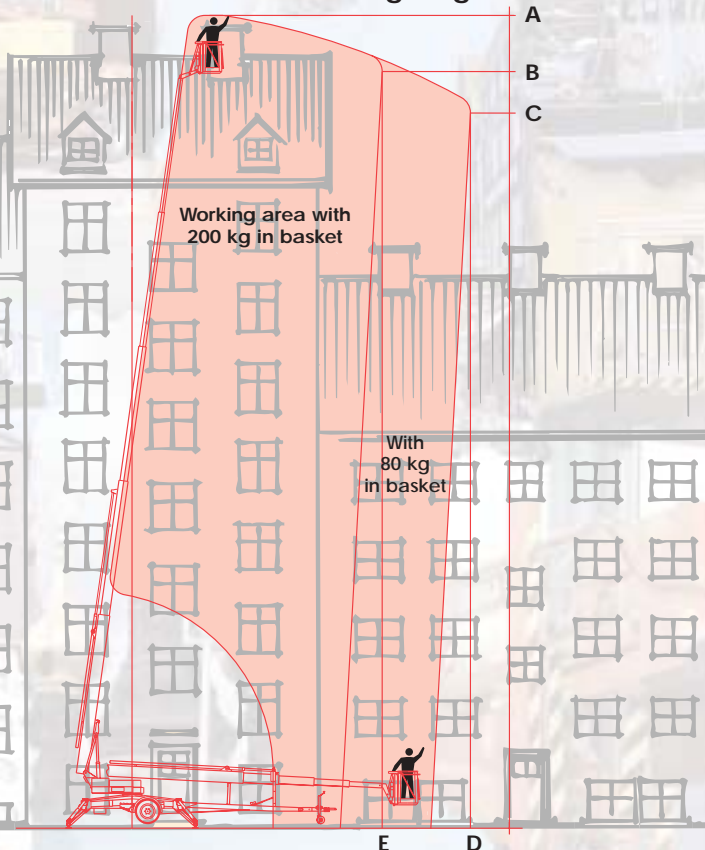 A
B
C
Working area with
200 kg in basket
With
80 kg
in basket
E
D